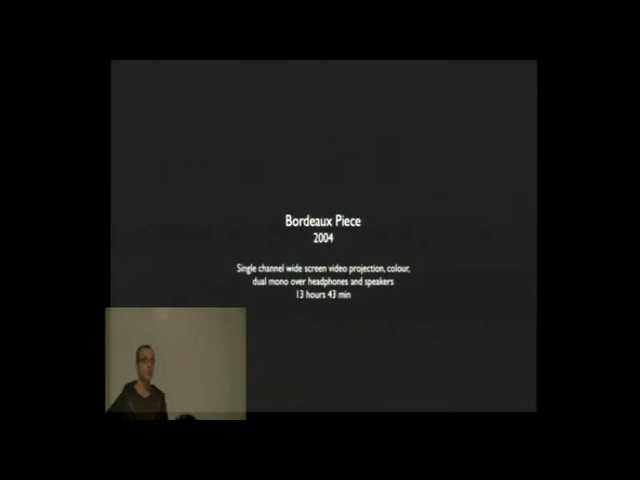 Bordeaux Piece
2004
Single channel wide screen video projection, colour,
dual mono over headphones and speakers
13 hours 43 min